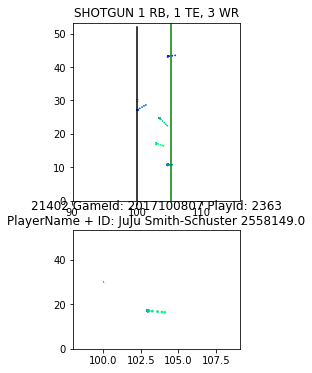 SHOTGUN 1 RB, 1 TE, 3 WR
50
40
30
20
10
0
90 100 110
21402 GameId: 2017100807 PlayId: 2363
PlayerName + ID: JuJu Smith-Schuster 2558149.0
40
20
0
100.0 102.5 105.0 107.5